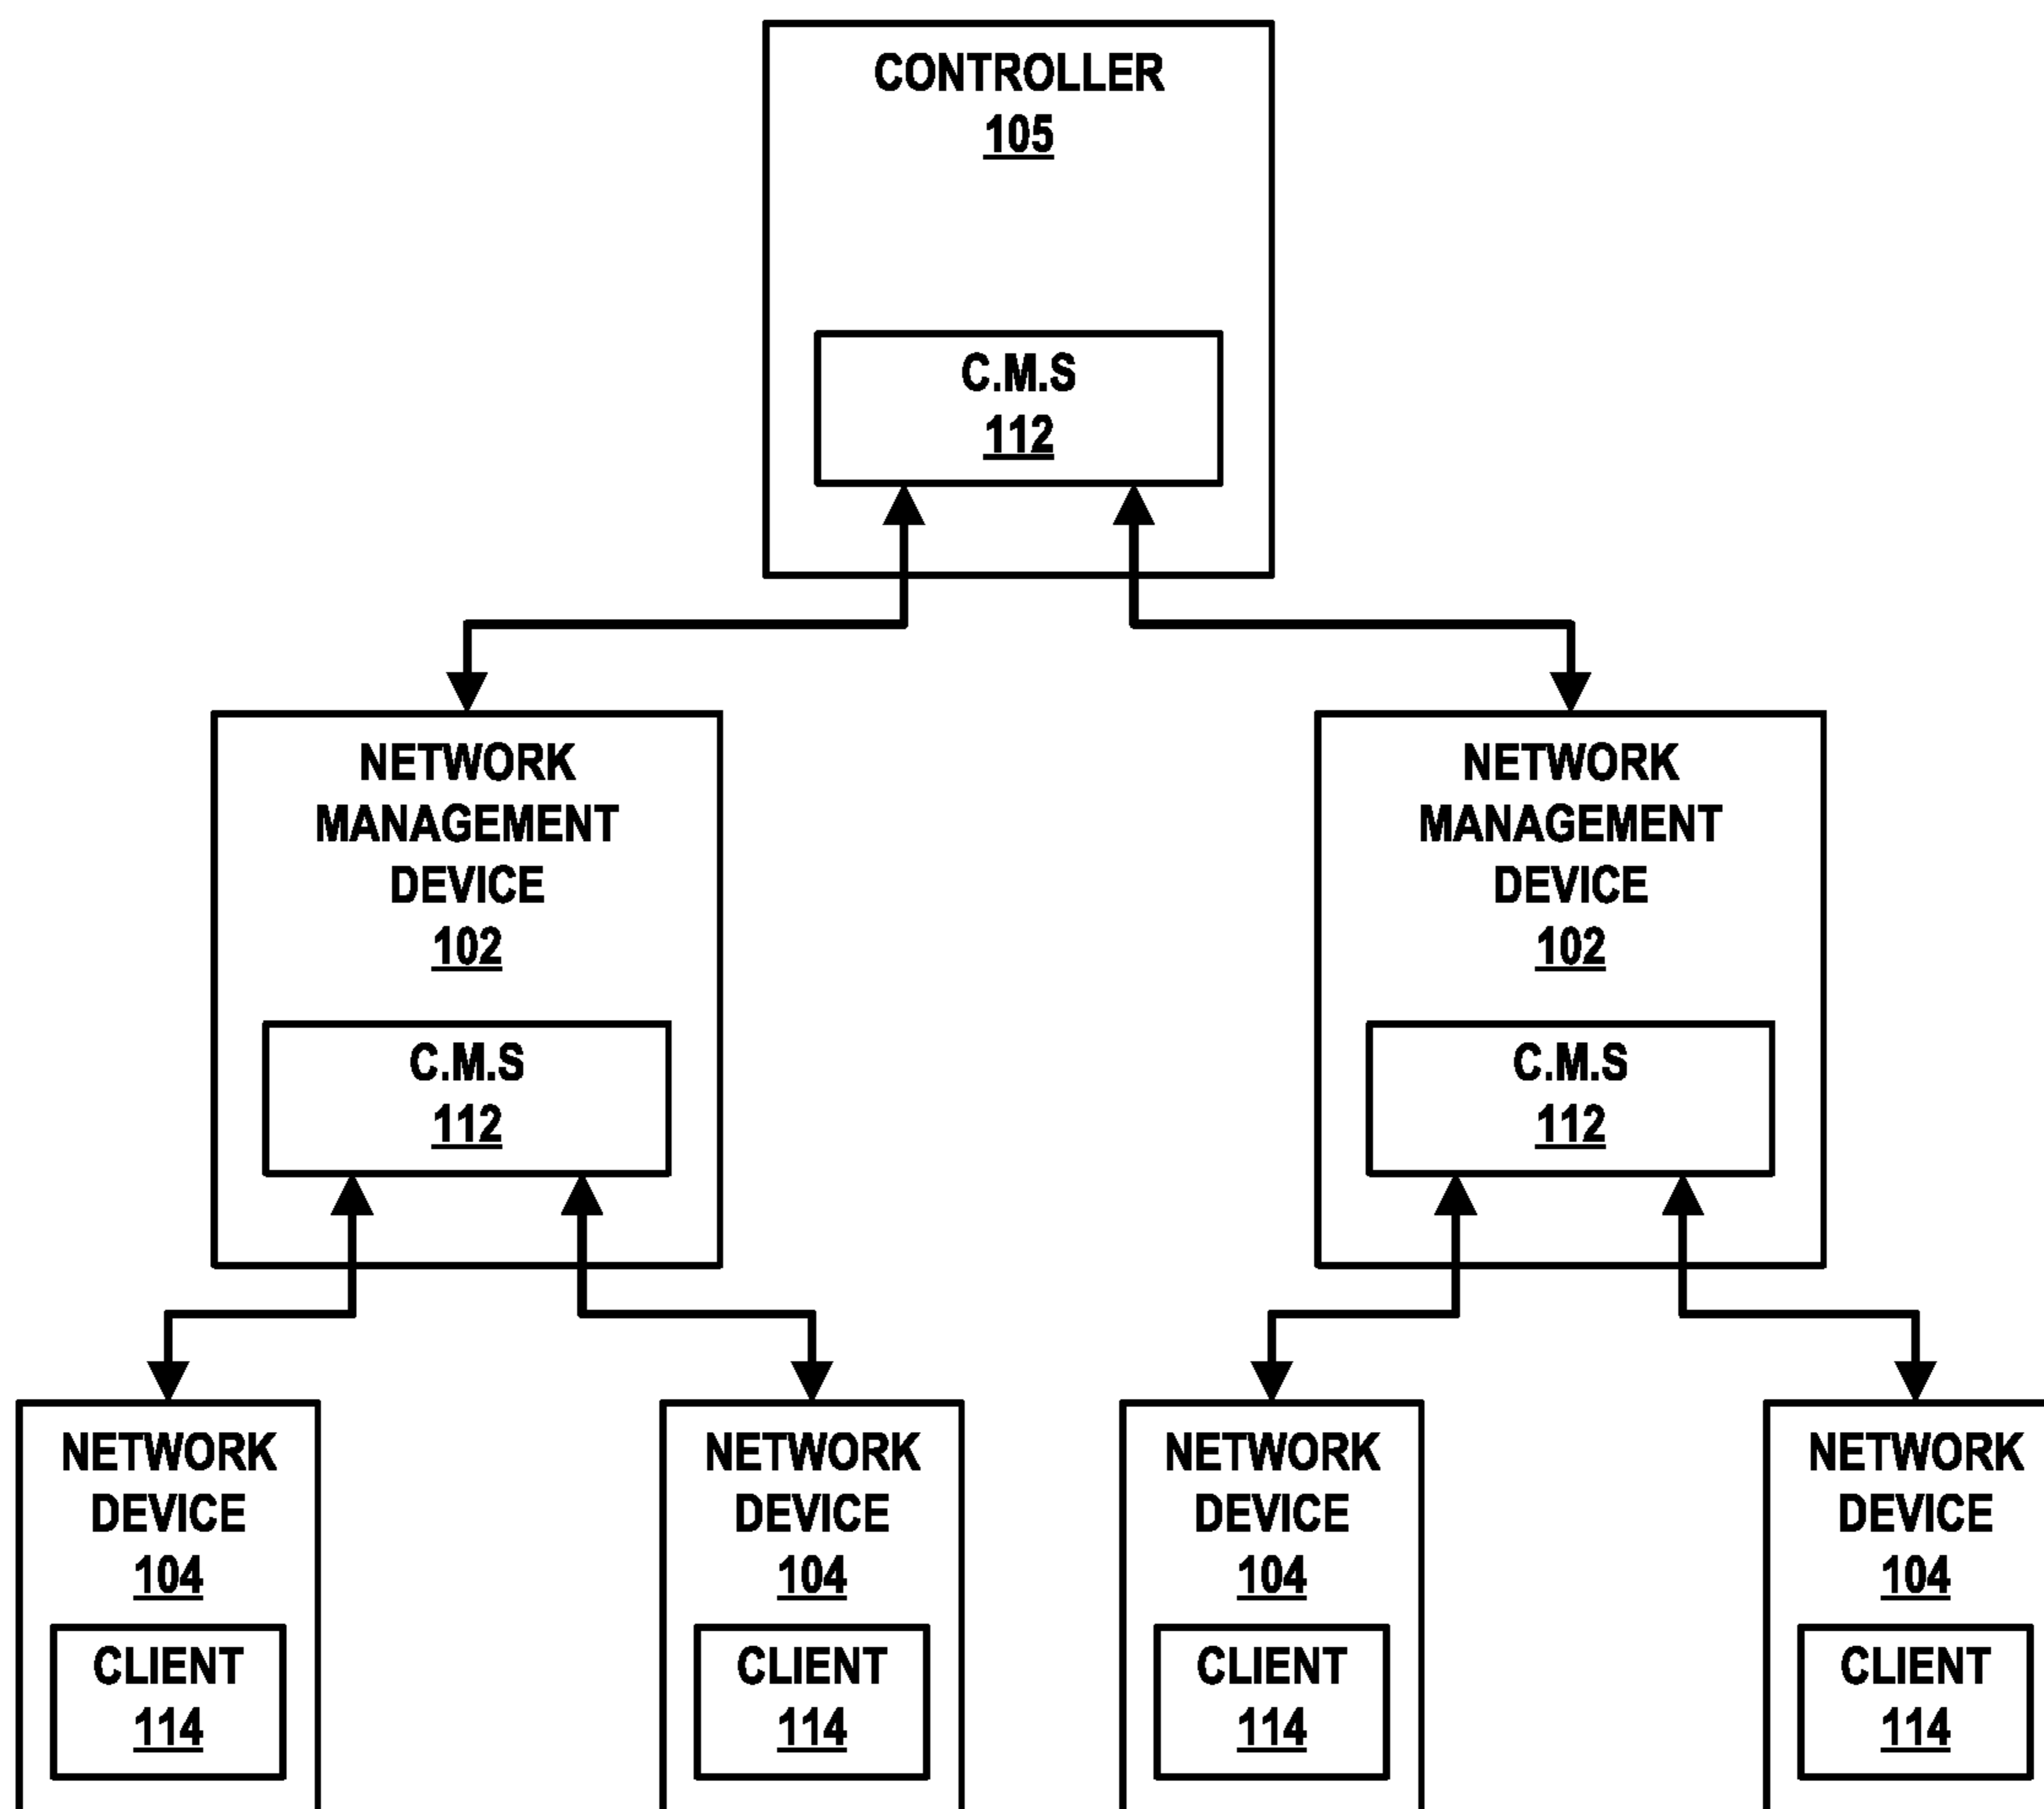 CONTROLLER
105
C.M.S
112
NETWORK
MANAGEMENT
DEVICE
102
C.M.S
112
NETWORK
MANAGEMENT
DEVICE
102
C.M.S
112
NETWORK
DEVICE
104
CLIENT
114
NETWORK
DEVICE
104
CLIENT
114
NETWORK
DEVICE
104
CLIENT
114
NETWORK
DEVICE
104
CLIENT
114